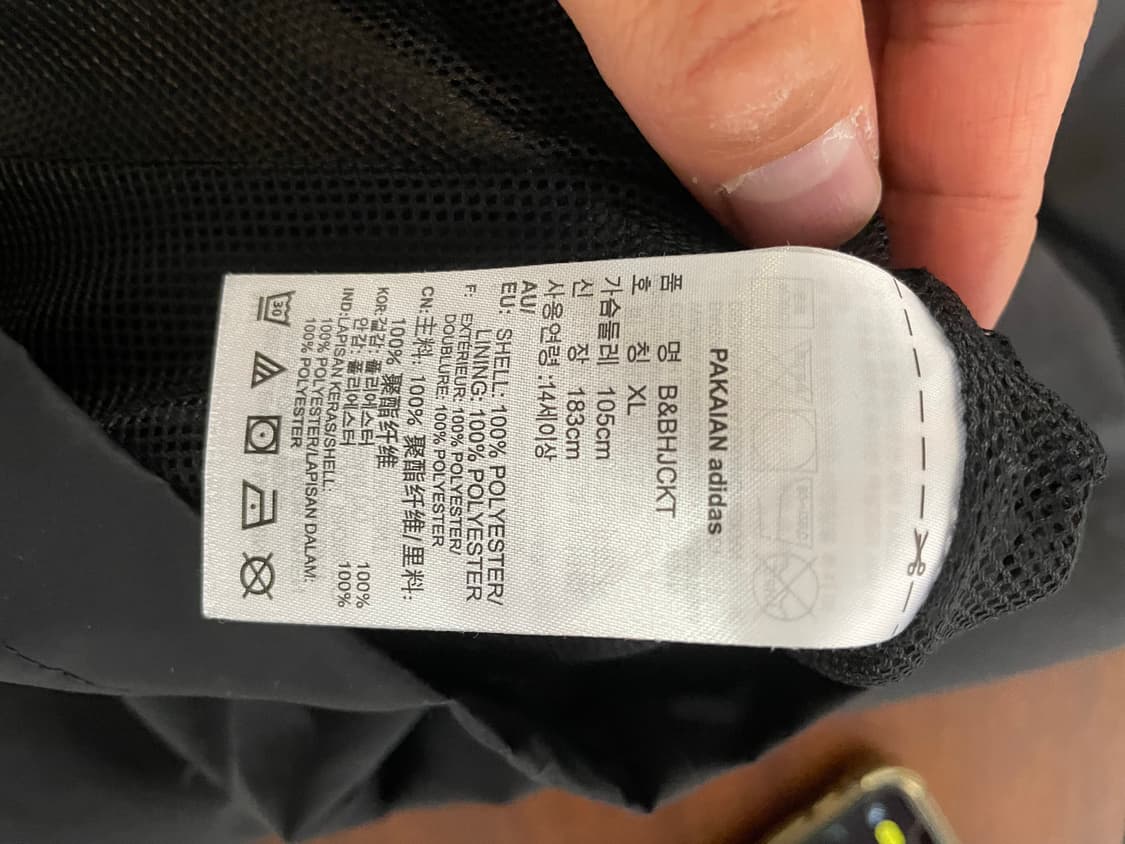 PAKAIAN adidas
품 명 B&BHJCKT
호 칭 XL
가슴둘레 105cm
신 장 183cm
사용연령 :14세이상
AU/
EU: SHELL: 100% POLYESTER/
LINING: 100% POLYESTER
F: EXTERIEUR: 100% POLYESTER/
DOUBLURE: 100% POLYESTER
CN:主料: 100% 聚酯纤维/里料:
100% 聚酯纤维
KOR:겉감: 폴리에스터 100%
안감: 폴리에스터 100%
IND:LAPISAN KERAS/SHELL:
100% POLYESTER/LAPISAN DALAM:
100% POLYESTER
30